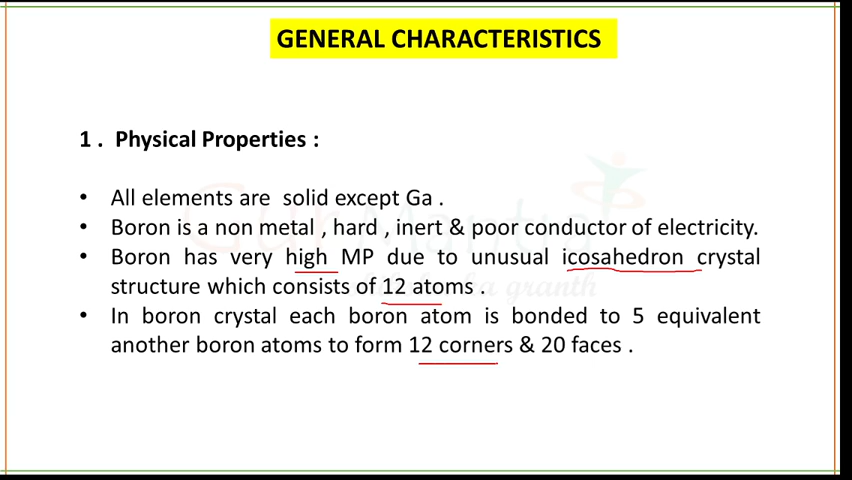 GENERAL CHARACTERISTICS
1 . Physical Properties :
• All elements are solid except Ga .
• Boron is a non metal , hard , inert & poor conductor of electricity.
• Boron has very high MP due to unusual icosahedron crystal
structure which consists of 12 atoms .
• In boron crystal each boron atom is bonded to 5 equivalent
another boron atoms to form 12 corners & 20 faces .